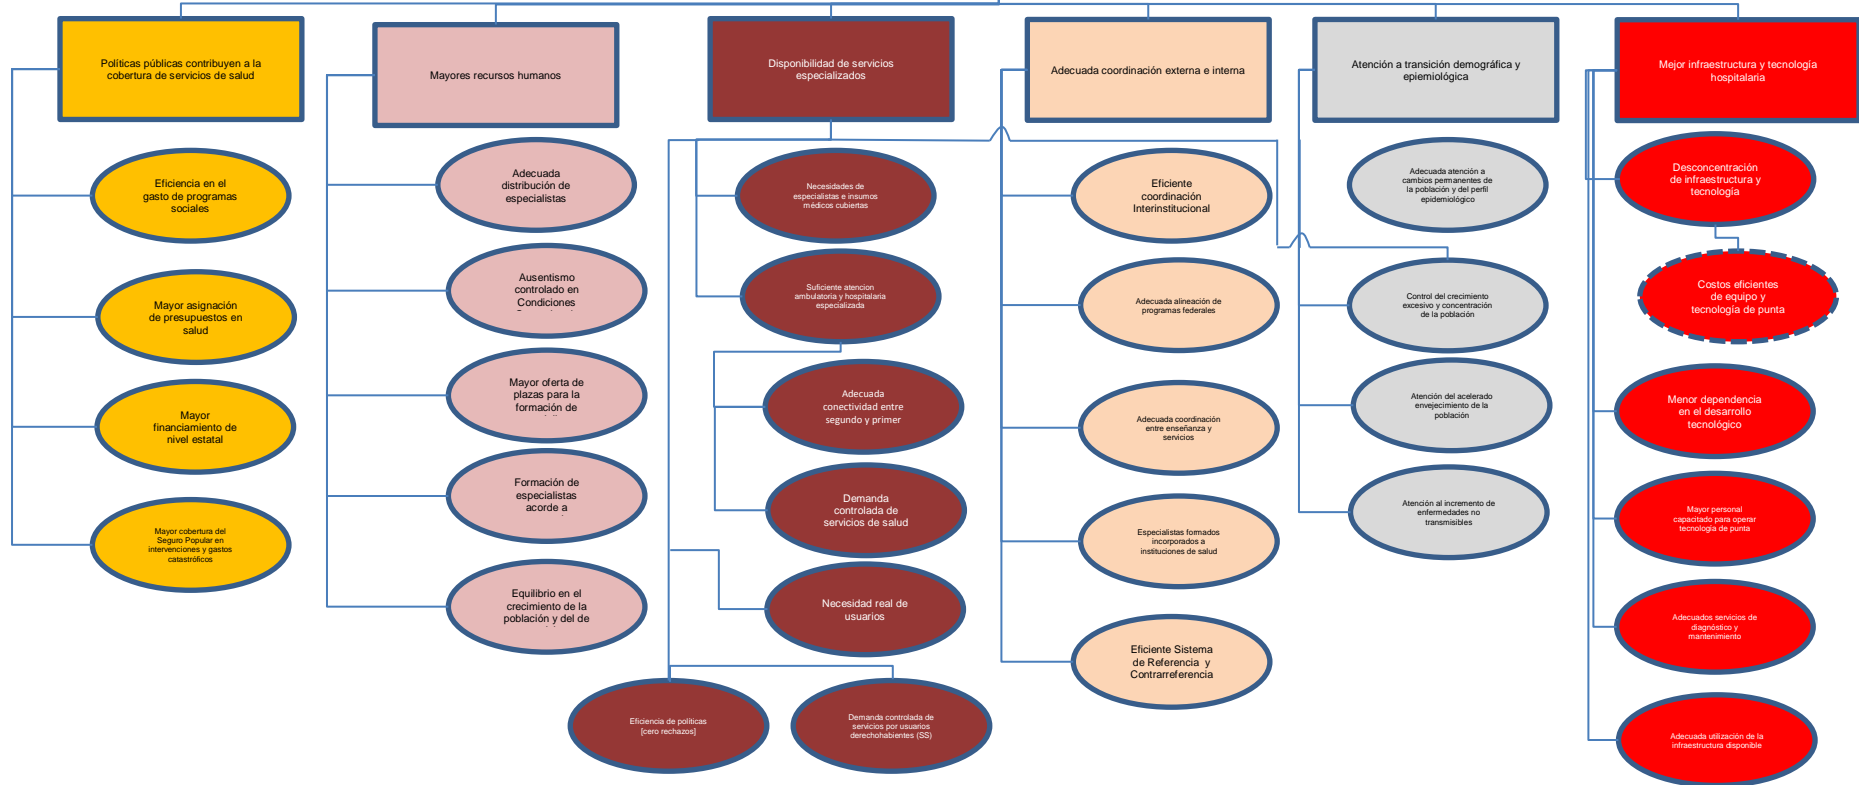 Políticas públicas contribuyen a la
cobertura de servicios de salud
Eficiencia en el
gasto de programas
sociales
Mayor asignación
de presupuestos en
salud
Mayor
financiamiento de
nivel estatal
Mayor cobertura del
Seguro Popular en
intervenciones y gastos
catastróficos
Mayores recursos humanos
Adecuada
distribución de
especialistas
Ausentismo
controlado en
Condiciones
Mayor oferta de
plazas para la
formación de
Formación de
especialistas
acorde a
Equilibrio en el
crecimiento de la
población y del de
Disponibilidad de servicios
especializados
Necesidades de
especialistas e insumos
médicos cubiertas
Suficiente atencion
ambulatoria y hospitalaria
especializada
Adecuada
conectividad entre
segundo y primer
Demanda
controlada de
servicios de salud
Necesidad real de
usuarios
Eficiencia de políticas
[cero rechazos]
Demanda controlada de
servicios por usuarios
derechohabientes (SS)
Adecuada coordinación externa e interna
Eficiente
coordinación
Interinstitucional
Adecuada alineación de
programas federales
Adecuada coordinación
entre enseñanza y
servicios
Especialistas formados
incorporados a
instituciones de salud
Eficiente Sistema
de Referencia y
Contrarreferencia
Atención a transición demográfica y
epiemiológica
Adecuada atención a
cambios permanentes de
la población y del perfil
epidemiológico
Control del crecimiento
excesivo y concentración
de la población
Atención del acelerado
envejecimiento de la
población
Atención al incremento de
enfermedades no
transmisibles
Mejor infraestructura y tecnología
hospitalaria
Desconcentración
de infraestructura y
tecnología
Costos eficientes
de equipo y
tecnología de punta
Menor dependencia
en el desarrollo
tecnológico
Mayor personal
capacitado para operar
tecnología de punta
Adecuados servicios de
diagnóstico y
mantenimiento
Adecuada utilización de la
infraestructura disponible